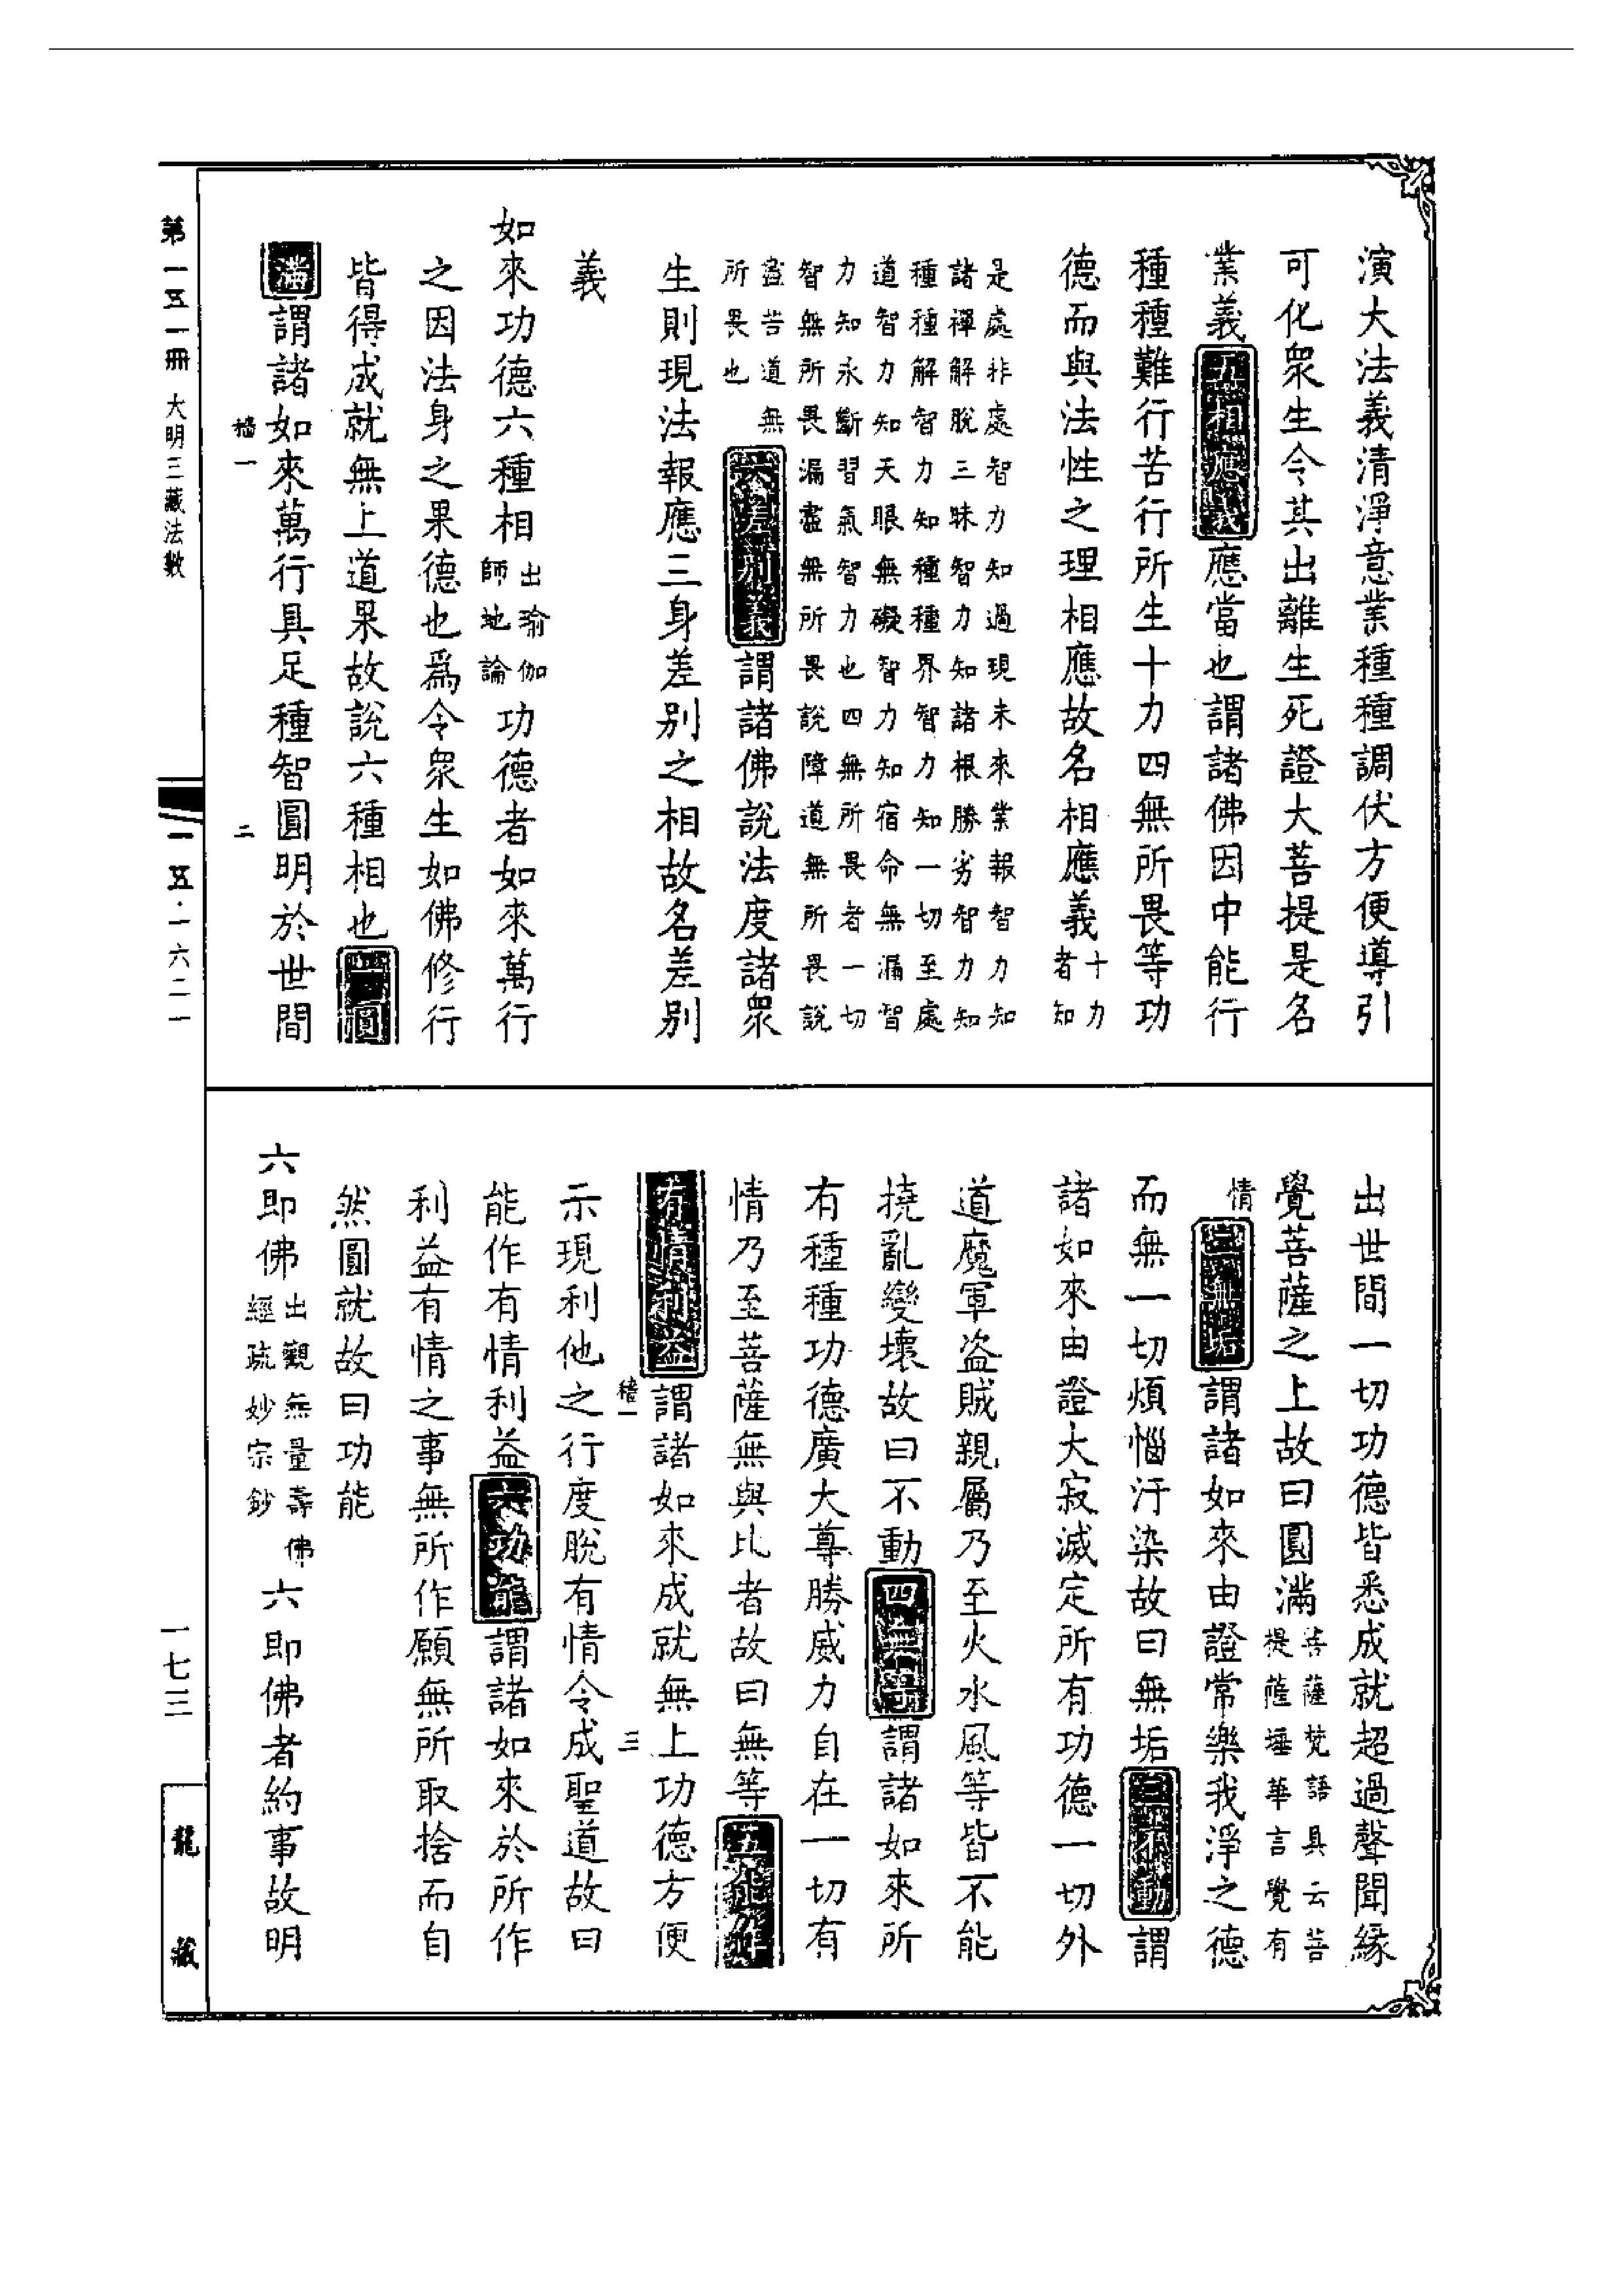 演大法義清淨意業種種調伏方便導引
可化眾生令其出離生死證大菩提是名
業義五相應義應當也謂諸佛因中能行
種種難行苦行所生十力四無所畏等功
德而與法性之理相應故名相應義十力者知
是處非處智力知過現未來業報智力知
諸禪解脫三昧智力知諸根勝劣智力知
種種解智力知種種界智力知一切至處
道智力知天眼無礙智力知宿命無漏智
力知永斷習氣智力也四無所畏者一切
智無所畏漏盡無所畏說障道無所畏說
盡苦道無
所畏也
六差別義謂諸佛說法度諸眾
生則現法報應三身差別之相故名差別
義
如來功德六種相出瑜伽師地論功德者如來萬行
之因法身之果德也為令眾生如佛修行
皆得成就無上道果故說六種相也一圓
滿謂諸如來萬行具足種智圓明於世間
出世間一切功德皆悉成就超過聲聞緣
覺菩薩之上故曰圓滿菩薩梵語具云菩提薩埵華言覺有
情二無垢謂諸如來由證常樂我淨之德
而無一切煩惱汙染故曰無垢三不動謂
諸如來由證大寂滅定所有功德一切外
道魔軍盜賊親屬乃至火水風等皆不能
撓亂變壞故曰不動四無等謂諸如來所
有種種功德廣大尊勝威力自在一切有
情乃至菩薩無與比者故曰無等五能作
有情利益謂諸如來成就無上功德方便
示現利他之行度脫有情令成聖道故曰
能作有情利益六功能謂諸如來於所作
利益有情之事無所作願無所取捨而自
然圓就故曰功能
六即佛出觀無量壽佛經疏妙宗鈔六即佛者約事故明
第一五一冊 大明三藏法數
一五·一六二一
一七三
龍藏
二
三